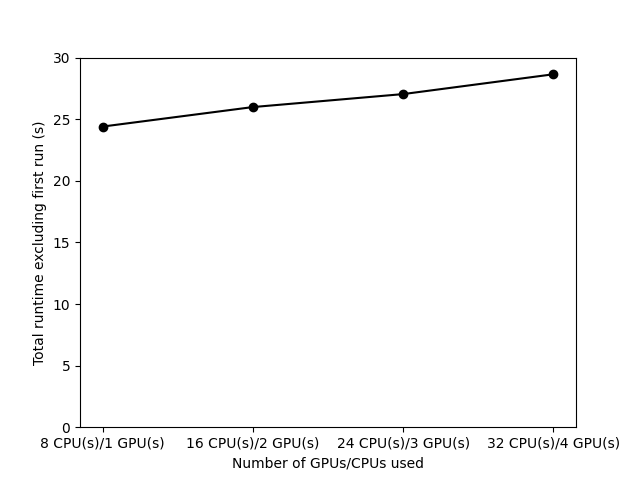 30
25
20
15
10
5
0
Total runtime excluding first run (s)
8 CPU(s)/1 GPU(s) 16 CPU(s)/2 GPU(s) 24 CPU(s)/3 GPU(s) 32 CPU(s)/4 GPU(s)
Number of GPUs/CPUs used